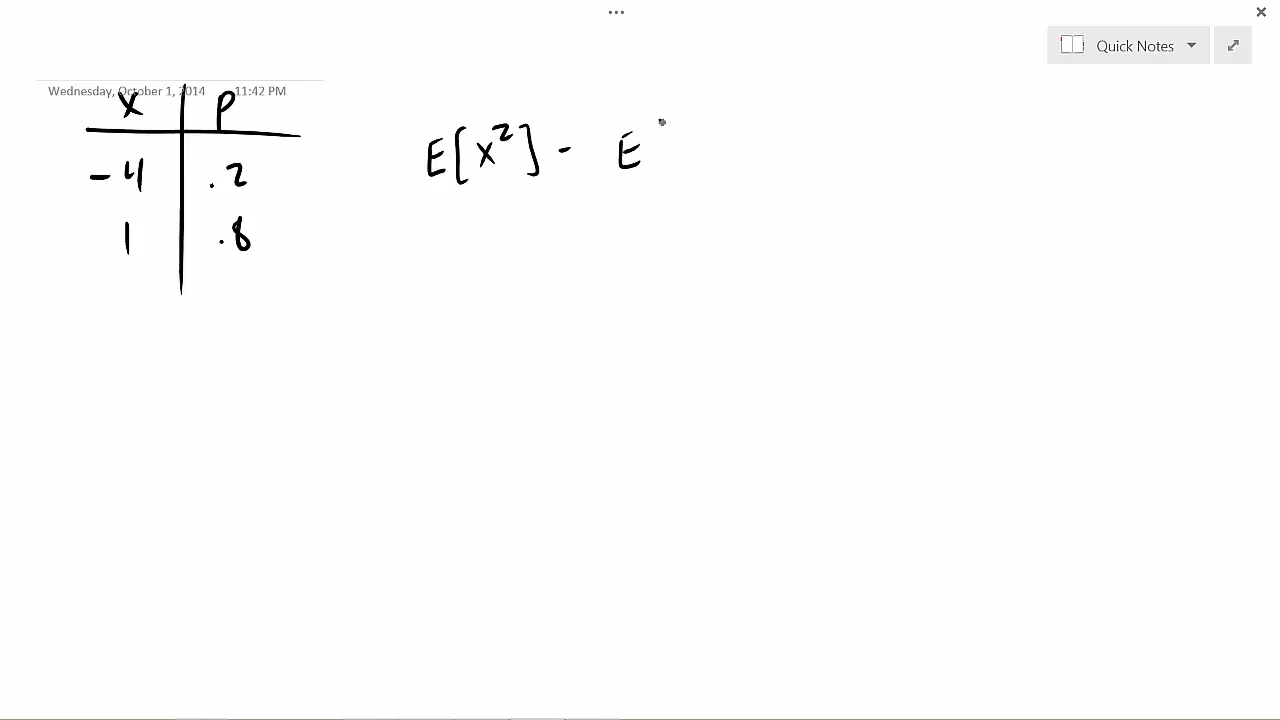 Quick Notes
Wednesday, October 1, 2014 11:42 PM
X P
-4 .2
1 .8
E[X²] - E